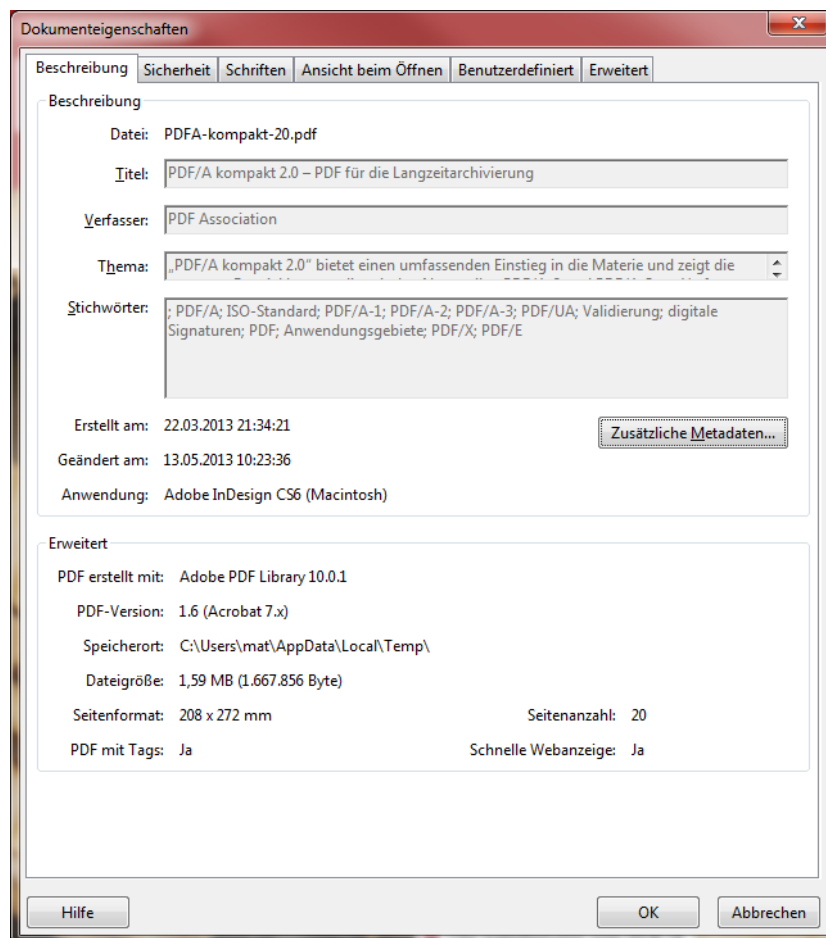 Dokumenteigenschaften
Beschreibung Sicherheit Schriften Ansicht beim Öffnen Benutzerdefiniert Erweitert
Beschreibung
Datei: PDFA-kompakt-20.pdf
Titel: PDF/A kompakt 2.0 – PDF für die Langzeitarchivierung
Verfasser: PDF Association
Thema: „PDF/A kompakt 2.0" bietet einen umfassenden Einstieg in die Materie und zeigt die
Stichwörter: ; PDF/A; ISO-Standard; PDF/A-1; PDF/A-2; PDF/A-3; PDF/UA; Validierung; digitale
Signaturen; PDF; Anwendungsgebiete; PDF/X; PDF/E
Erstellt am: 22.03.2013 21:34:21
Zusätzliche Metadaten...
Geändert am: 13.05.2013 10:23:36
Anwendung: Adobe InDesign CS6 (Macintosh)
Erweitert
PDF erstellt mit: Adobe PDF Library 10.0.1
PDF-Version: 1.6 (Acrobat 7.x)
Speicherort: C:\Users\mat\AppData\Local\Temp\
Dateigröße: 1,59 MB (1.667.856 Byte)
Seitenformat: 208 x 272 mm Seitenanzahl: 20
PDF mit Tags: Ja Schnelle Webanzeige: Ja
Hilfe OK Abbrechen